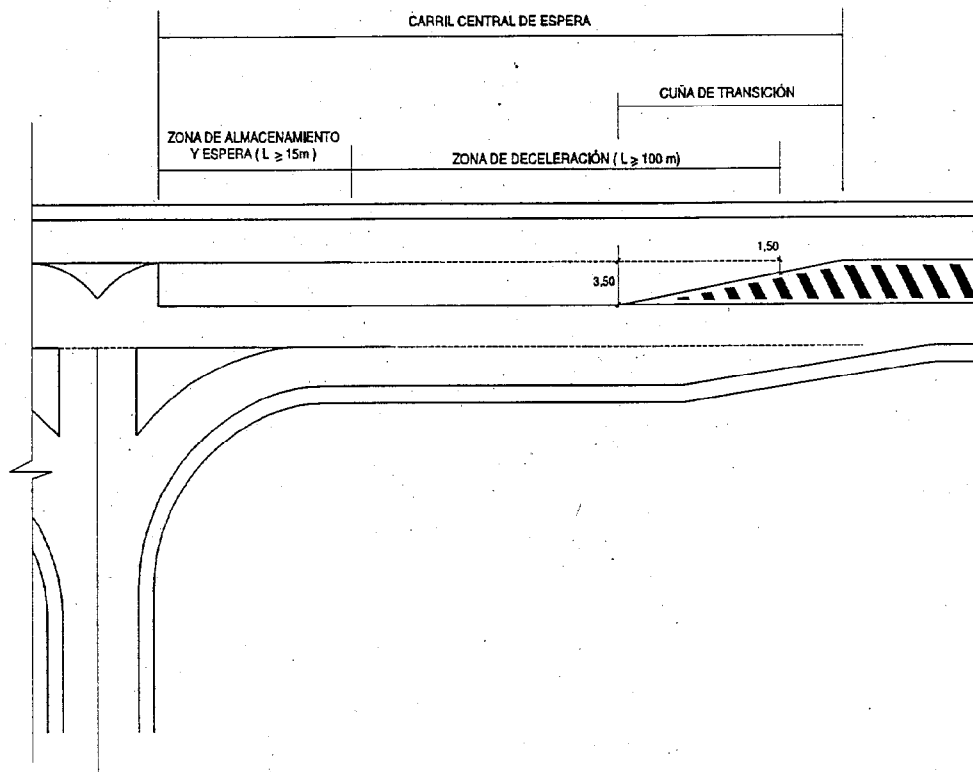 CARRIL CENTRAL DE ESPERA
CUÑA DE TRANSICIÓN
ZONA DE ALMACENAMIENTO
Y ESPERA ( L ≥ 15m )
ZONA DE DECELERACIÓN ( L ≥ 100 m)
1,50
3,50